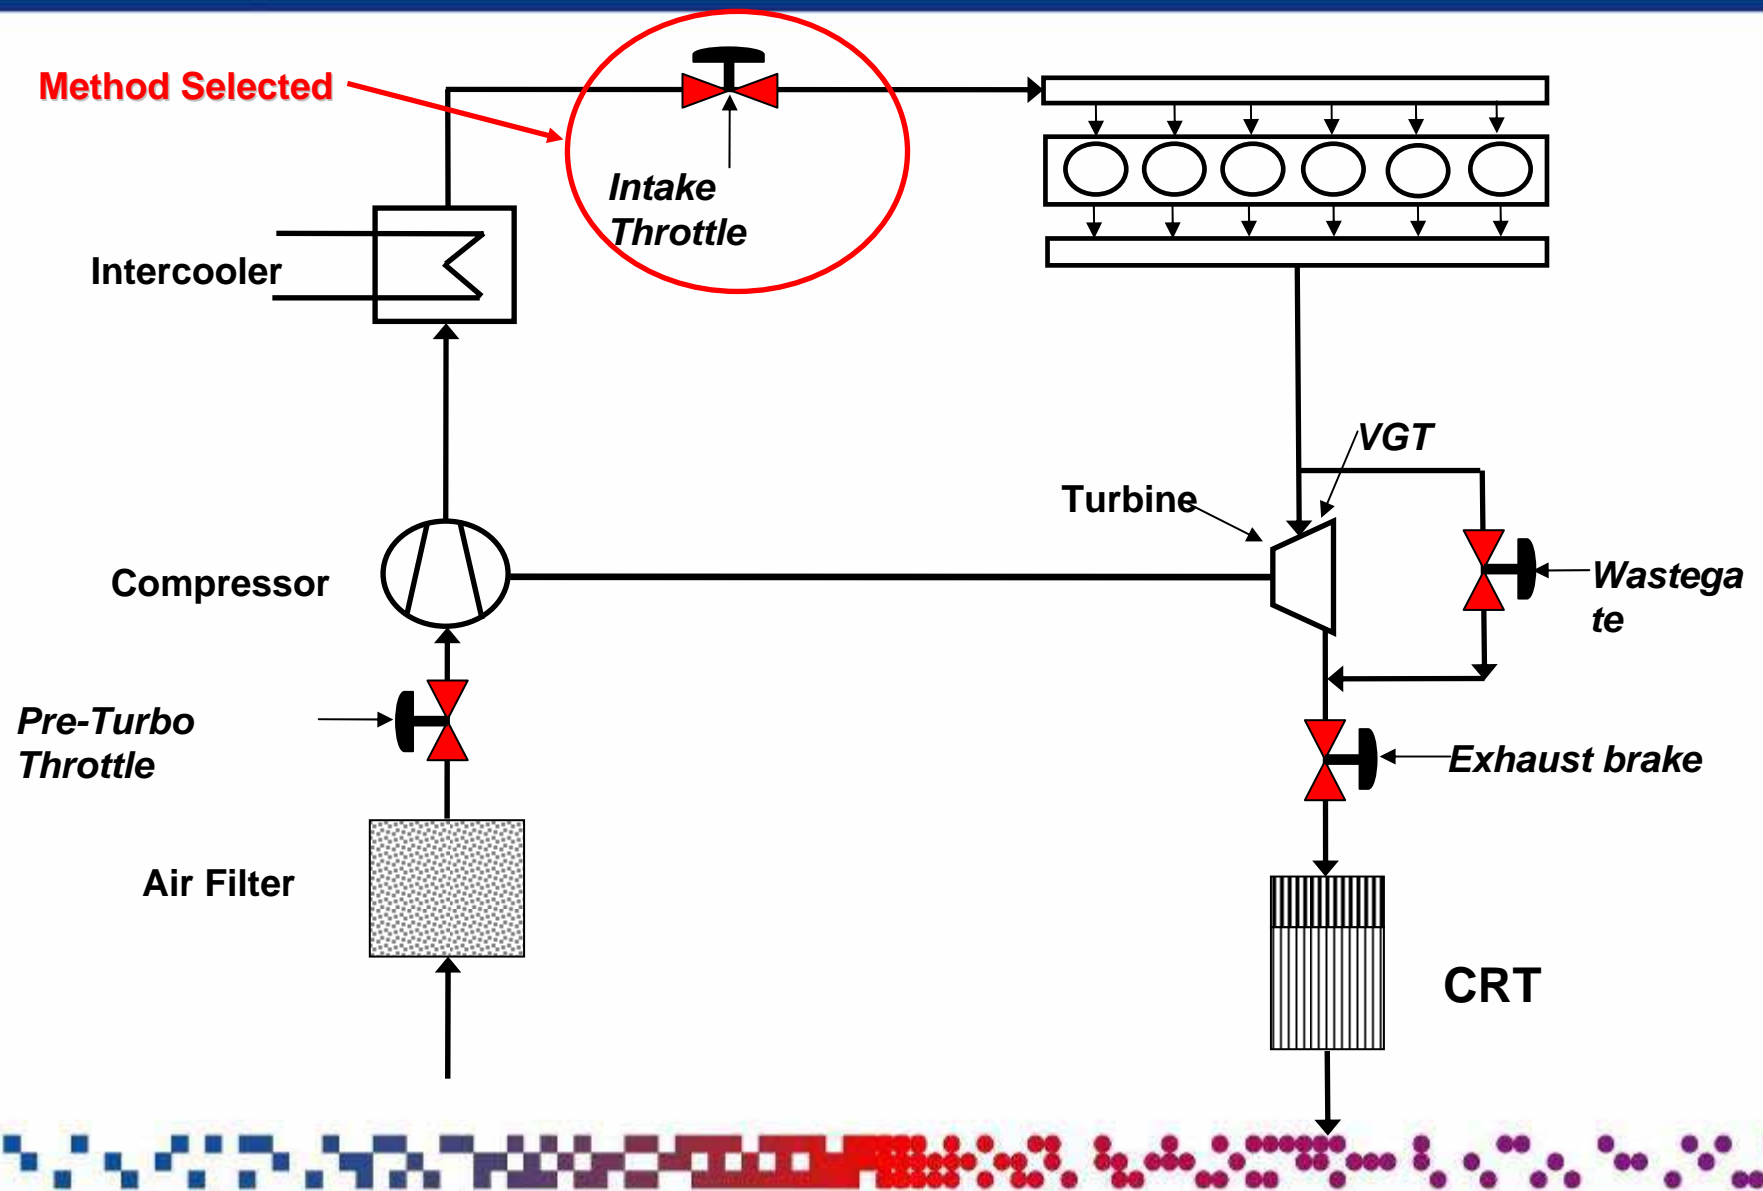 Method Selected
Intake
Throttle
Intercooler
VGT
Turbine
Compressor
Wastega
te
Pre-Turbo
Throttle
Exhaust brake
Air Filter
CRT